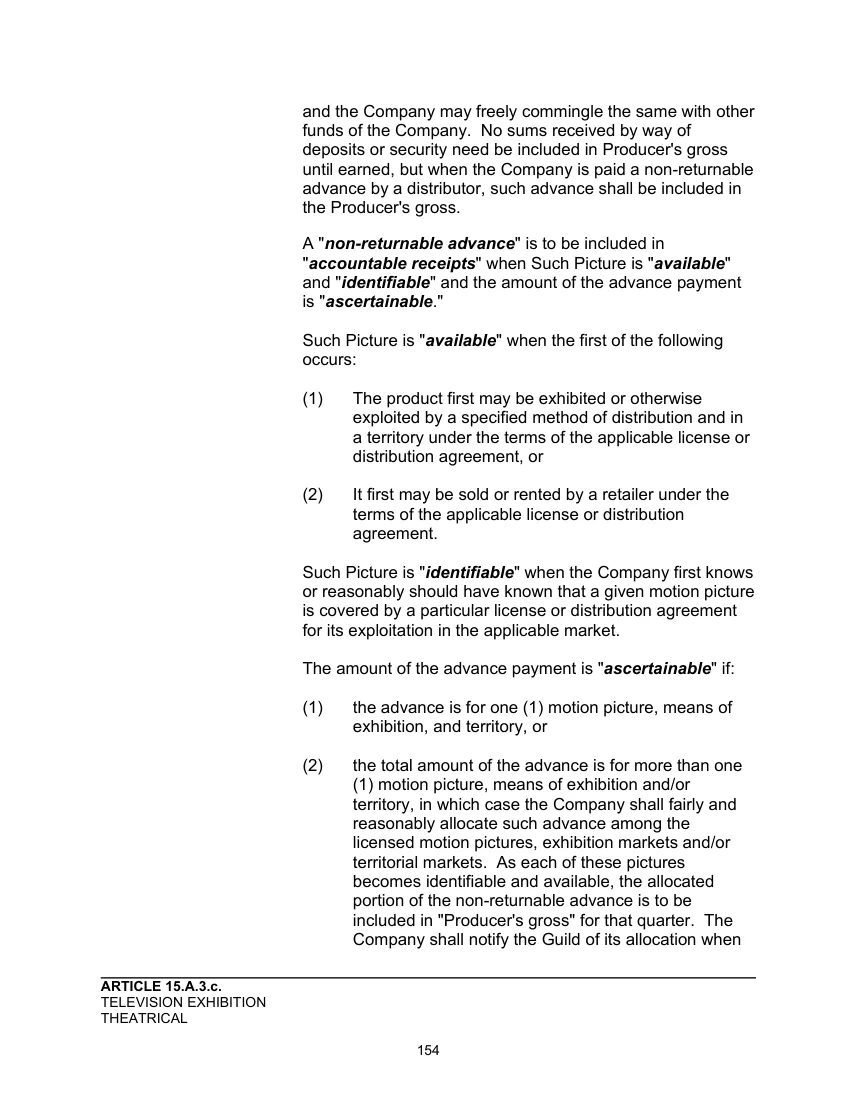 and the Company may freely commingle the same with other
funds of the Company.  No sums received by way of
deposits or security need be included in Producer's gross
until earned, but when the Company is paid a non-returnable
advance by a distributor, such advance shall be included in
the Producer's gross.
A "non-returnable advance" is to be included in
"accountable receipts" when Such Picture is "available"
and "identifiable" and the amount of the advance payment
is "ascertainable."
Such Picture is "available" when the first of the following
occurs:
(1) The product first may be exhibited or otherwise
exploited by a specified method of distribution and in
a territory under the terms of the applicable license or
distribution agreement, or
(2) It first may be sold or rented by a retailer under the
terms of the applicable license or distribution
agreement.
Such Picture is "identifiable" when the Company first knows
or reasonably should have known that a given motion picture
is covered by a particular license or distribution agreement
for its exploitation in the applicable market.
The amount of the advance payment is "ascertainable" if:
(1) the advance is for one (1) motion picture, means of
exhibition, and territory, or
(2) the total amount of the advance is for more than one
(1) motion picture, means of exhibition and/or
territory, in which case the Company shall fairly and
reasonably allocate such advance among the
licensed motion pictures, exhibition markets and/or
territorial markets.  As each of these pictures
becomes identifiable and available, the allocated
portion of the non-returnable advance is to be
included in "Producer's gross" for that quarter.  The
Company shall notify the Guild of its allocation when
ARTICLE 15.A.3.c.
TELEVISION EXHIBITION
THEATRICAL
154